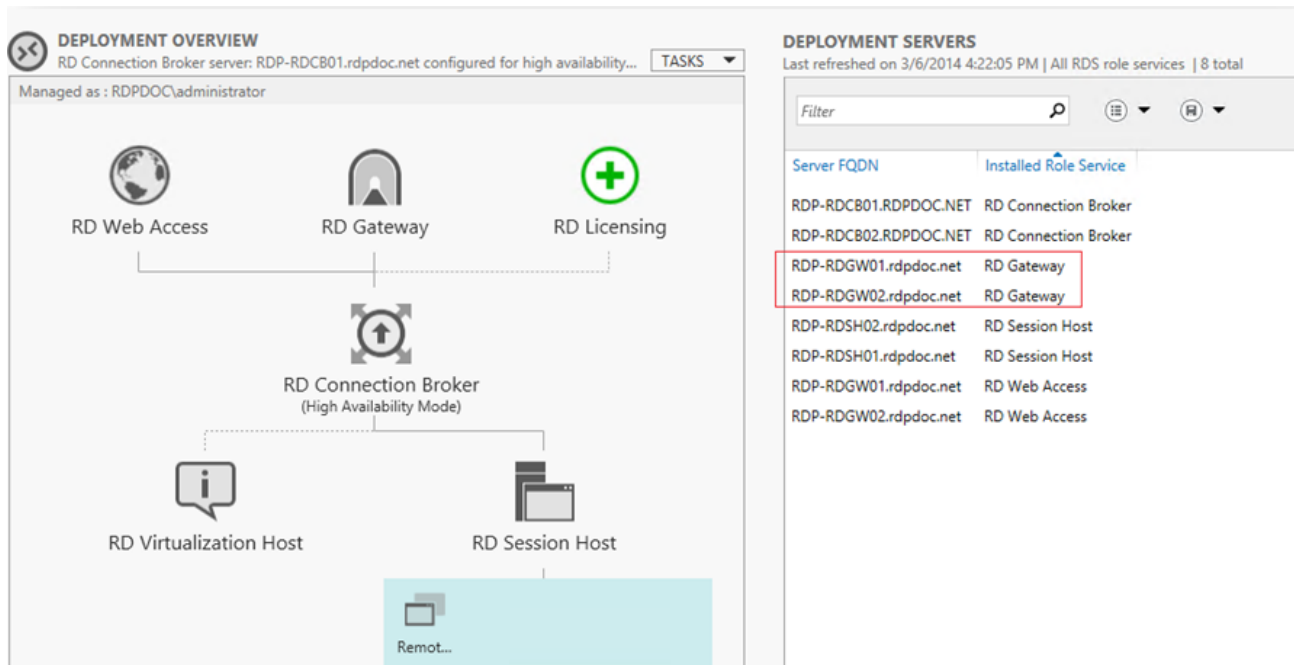 DEPLOYMENT OVERVIEW
RD Connection Broker server: RDP-RDCB01.rdpdoc.net configured for high availability...
TASKS
Managed as : RDPDOC\administrator
RD Web Access
RD Gateway
RD Licensing
RD Connection Broker
(High Availability Mode)
RD Virtualization Host
RD Session Host
Remot...
DEPLOYMENT SERVERS
Last refreshed on 3/6/2014 4:22:05 PM | All RDS role services | 8 total
Filter
Server FQDN Installed Role Service
RDP-RDCB01.RDPDOC.NET RD Connection Broker
RDP-RDCB02.RDPDOC.NET RD Connection Broker
RDP-RDGW01.rdpdoc.net RD Gateway
RDP-RDGW02.rdpdoc.net RD Gateway
RDP-RDSH02.rdpdoc.net RD Session Host
RDP-RDSH01.rdpdoc.net RD Session Host
RDP-RDGW01.rdpdoc.net RD Web Access
RDP-RDGW02.rdpdoc.net RD Web Access